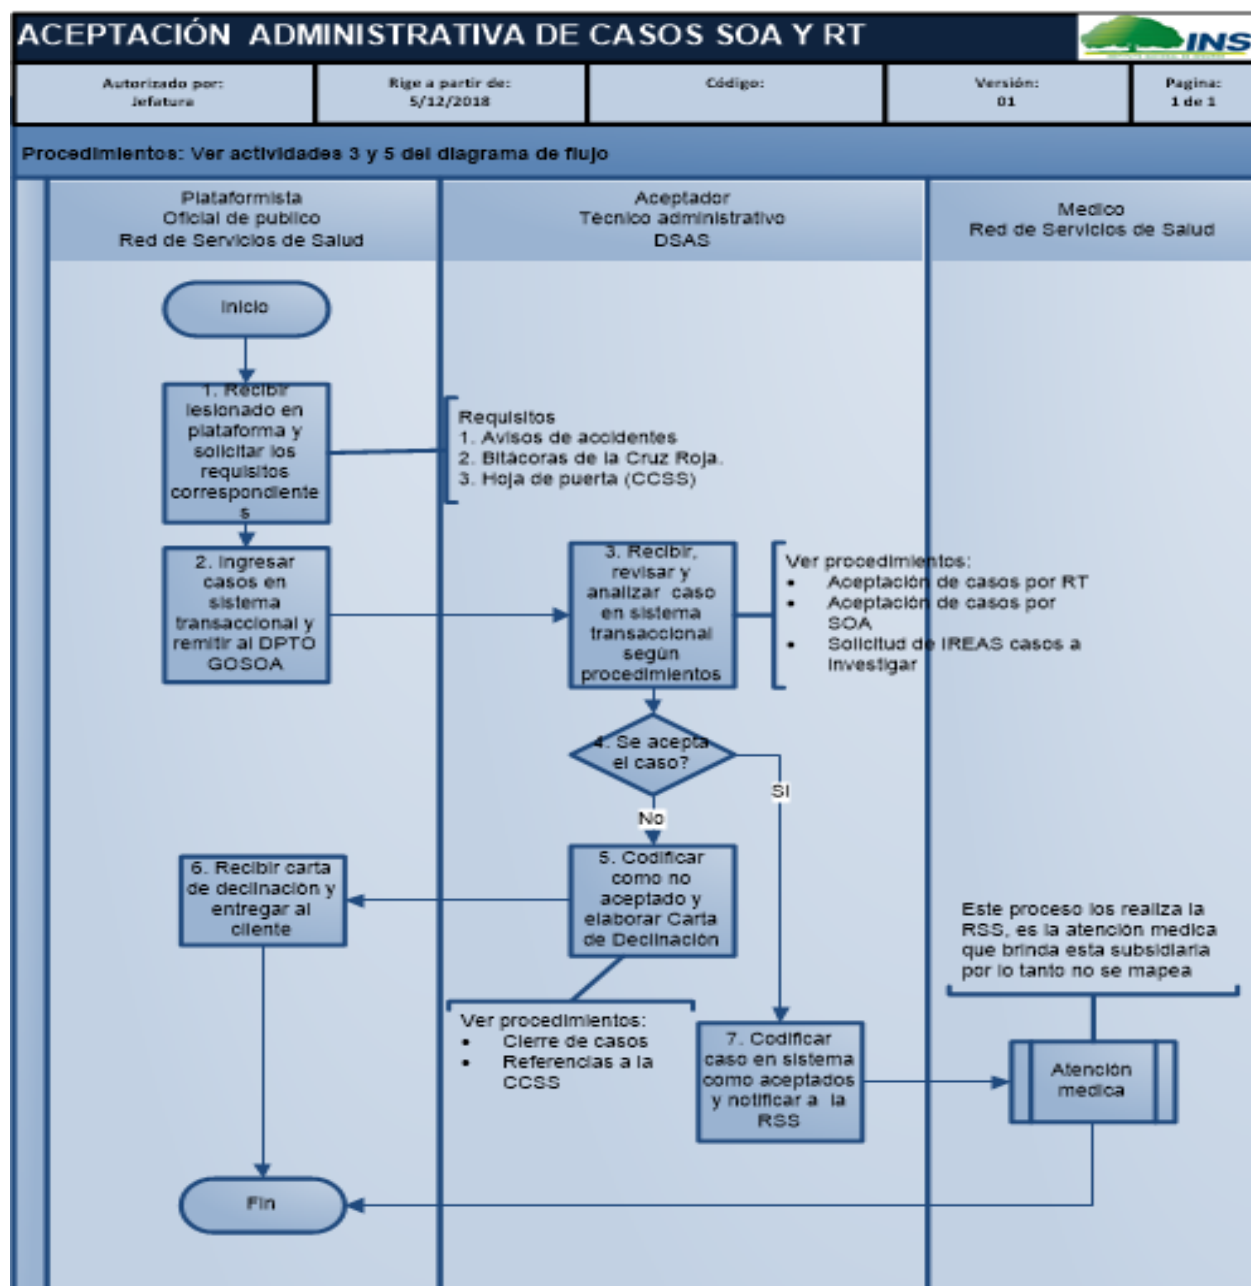 ACEPTACIÓN ADMINISTRATIVA DE CASOS SOA Y RT
INS
Autorizado por:
Jefatura
Rige a partir de:
5/12/2018
Código:
Versión:
01
Pagina:
1 de 1
Procedimientos: Ver actividades 3 y 5 del diagrama de flujo
Plataformista
Oficial de publico
Red de Servicios de Salud
Aceptador
Tècnico administrativo
DSAS
Medico
Red de Servicios de Salud
Inicio
1. Recibir
lesionado en
plataforma y
solicitar los
requisitos
correspondiente
s
Requisitos
1. Avisos de accidentes
2. Bitácoras de la Cruz Roja.
3. Hoja de puerta (CCSS)
2. Ingresar
casos en
sistema
transaccional y
remitir al DPTO
GOSOA
3. Recibir,
revisar y
analizar caso
en sistema
transaccional
según
procedimientos
Ver procedimientos:
• Aceptación de casos por RT
• Aceptación de casos por
SOA
• Solicitud de IREAS casos a
investigar
4. Se acepta
el caso?
SI
No
5. Codificar
como no
aceptado y
elaborar Carta
de Declinación
6. Recibir carta
de declinación y
entregar al
cliente
Este proceso los realiza la
RSS, es la atención medica
que brinda esta subsidiaria
por lo tanto no se mapea
Ver procedimientos:
• Cierre de casos
• Referencias a la
CCSS
7. Codificar
caso en sistema
como aceptados
y notificar a la
RSS
Atención
medica
Fin